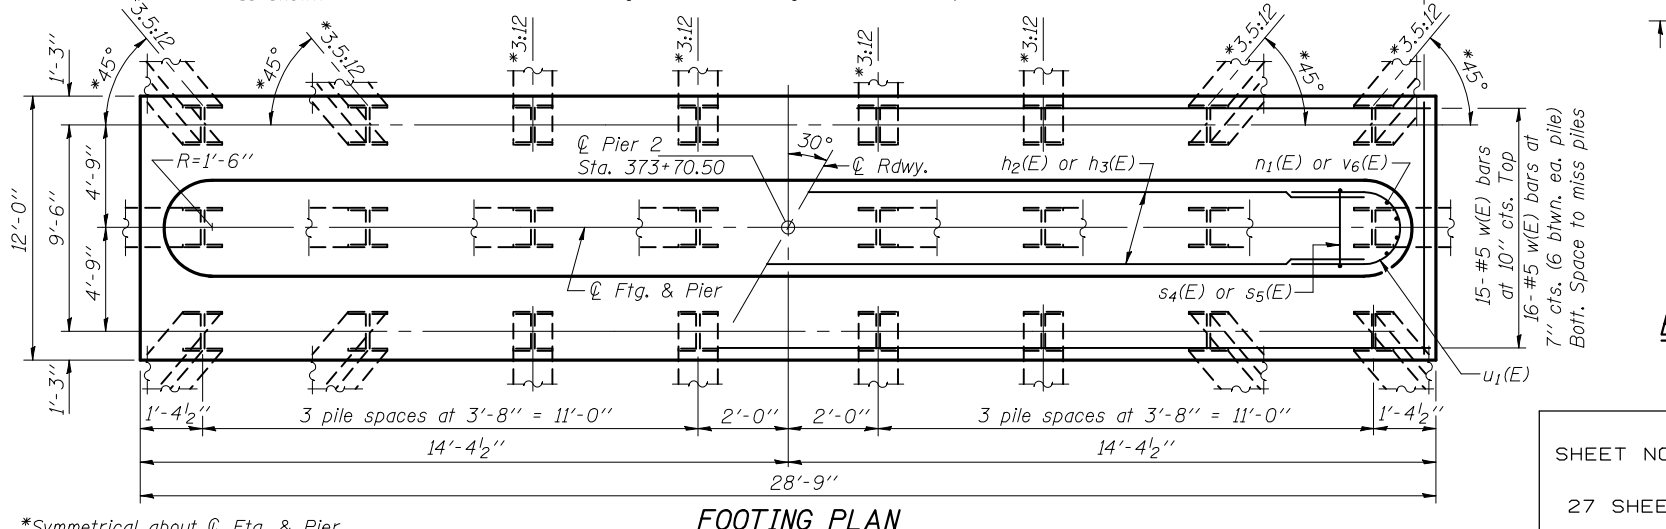 *3.5:12
*3.5:12
*3:12
*3:12
*3:12
*3:12
*3.5:12
*3.5:12
*45°
*45°
*45°
*45°
1'-3"
12'-0"
9'-6"
4'-9"
4'-9"
1'-3"
R=1'-6"
℄ Pier 2
Sta. 373+70.50
30°
℄ Rdwy.
h2(E) or h3(E)
n1(E) or v6(E)
℄ Ftg. & Pier
s4(E) or s5(E)
u1(E)
15-#5 w(E) bars
at 10" cts. Top
16-#5 w(E) bars at
7" cts. (6 btwn. ea. pile)
Bott. Space to miss piles
1'-4½"
3 pile spaces at 3'-8" = 11'-0"
2'-0"
2'-0"
3 pile spaces at 3'-8" = 11'-0"
1'-4½"
14'-4½"
14'-4½"
28'-9"
*Symmetrical about ℄ Ftg. & Pier
FOOTING PLAN
SHEET NO
27 SHEE